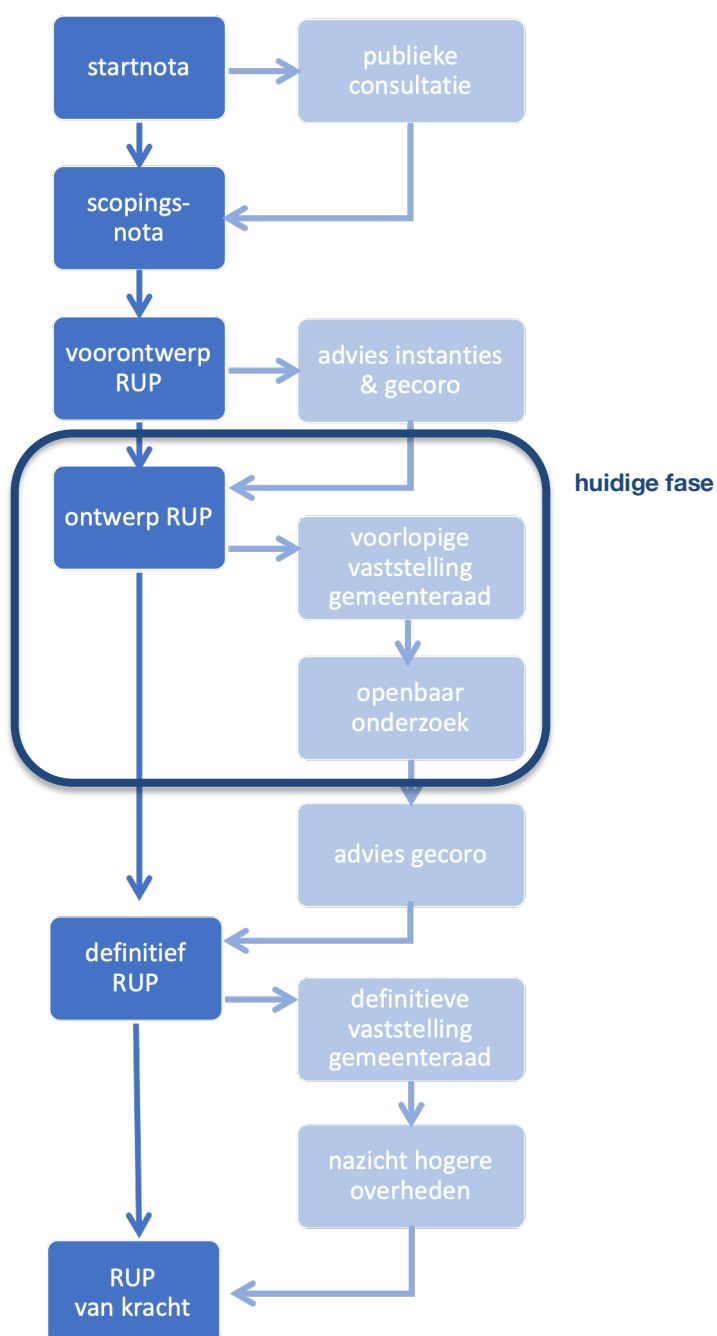 startnota
publieke
consultatie
scopings-
nota
voorontwerp
RUP
advies instanties
& gecoro
huidige fase
ontwerp RUP
voorlopige
vaststelling
gemeenteraad
openbaar
onderzoek
advies gecoro
definitief
RUP
definitieve
vaststelling
gemeenteraad
nazicht hogere
overheden
RUP
van kracht